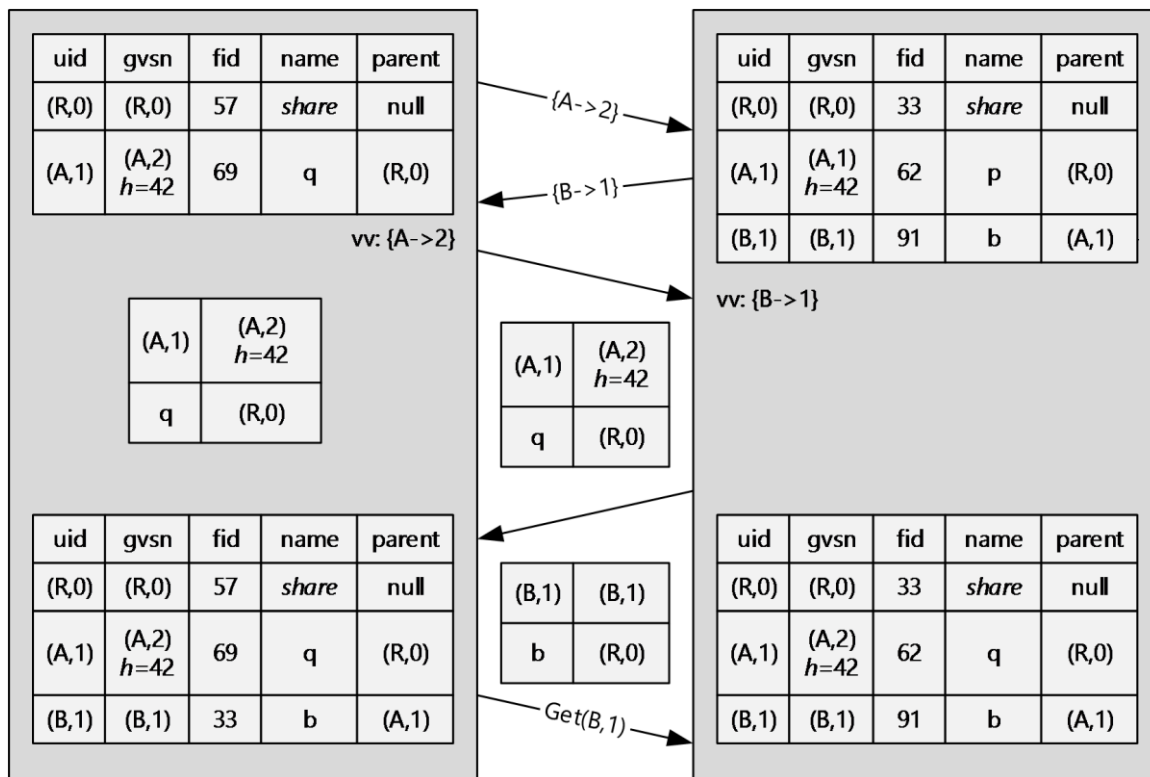 uid gvsn fid name parent
(R,0) (R,0) 57 share null
(A,1) (A,2) h=42 69 q (R,0)
vv: {A->2}
(A,1) (A,2) h=42
q (R,0)
uid gvsn fid name parent
(R,0) (R,0) 57 share null
(A,1) (A,2) h=42 69 q (R,0)
(B,1) (B,1) 33 b (A,1)
{A->2}
{B->1}
(A,1) (A,2) h=42
q (R,0)
(B,1) (B,1)
b (R,0)
Get(B,1)
uid gvsn fid name parent
(R,0) (R,0) 33 share null
(A,1) (A,1) h=42 62 p (R,0)
(B,1) (B,1) 91 b (A,1)
vv: {B->1}
uid gvsn fid name parent
(R,0) (R,0) 33 share null
(A,1) (A,2) h=42 62 q (R,0)
(B,1) (B,1) 91 b (A,1)